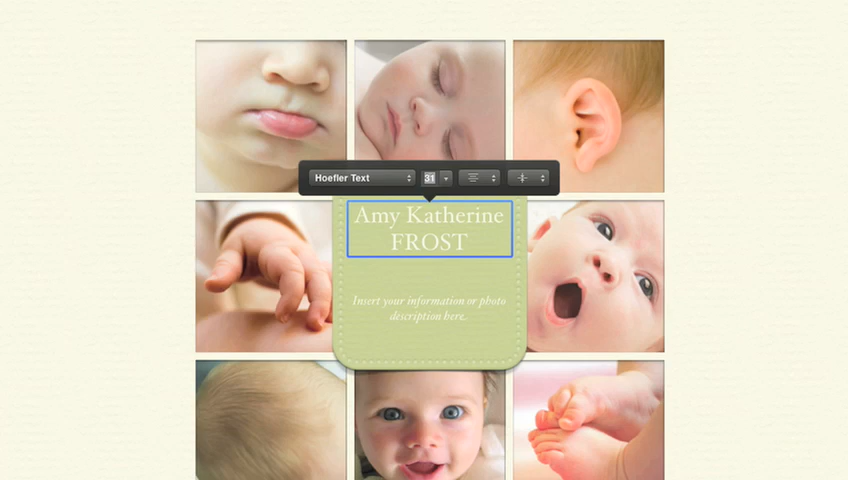 Hoefler Text
31
Amy Katherine
FROST
Insert your information or photo
description here.